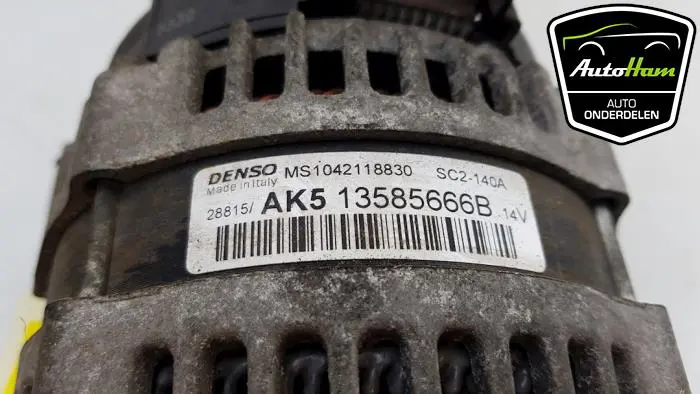 AutoHam
AUTO
ONDERDELEN
DENSO MS1042118830 SC2-140A
Made in Italy
28815/ AK5 13585666B 14V